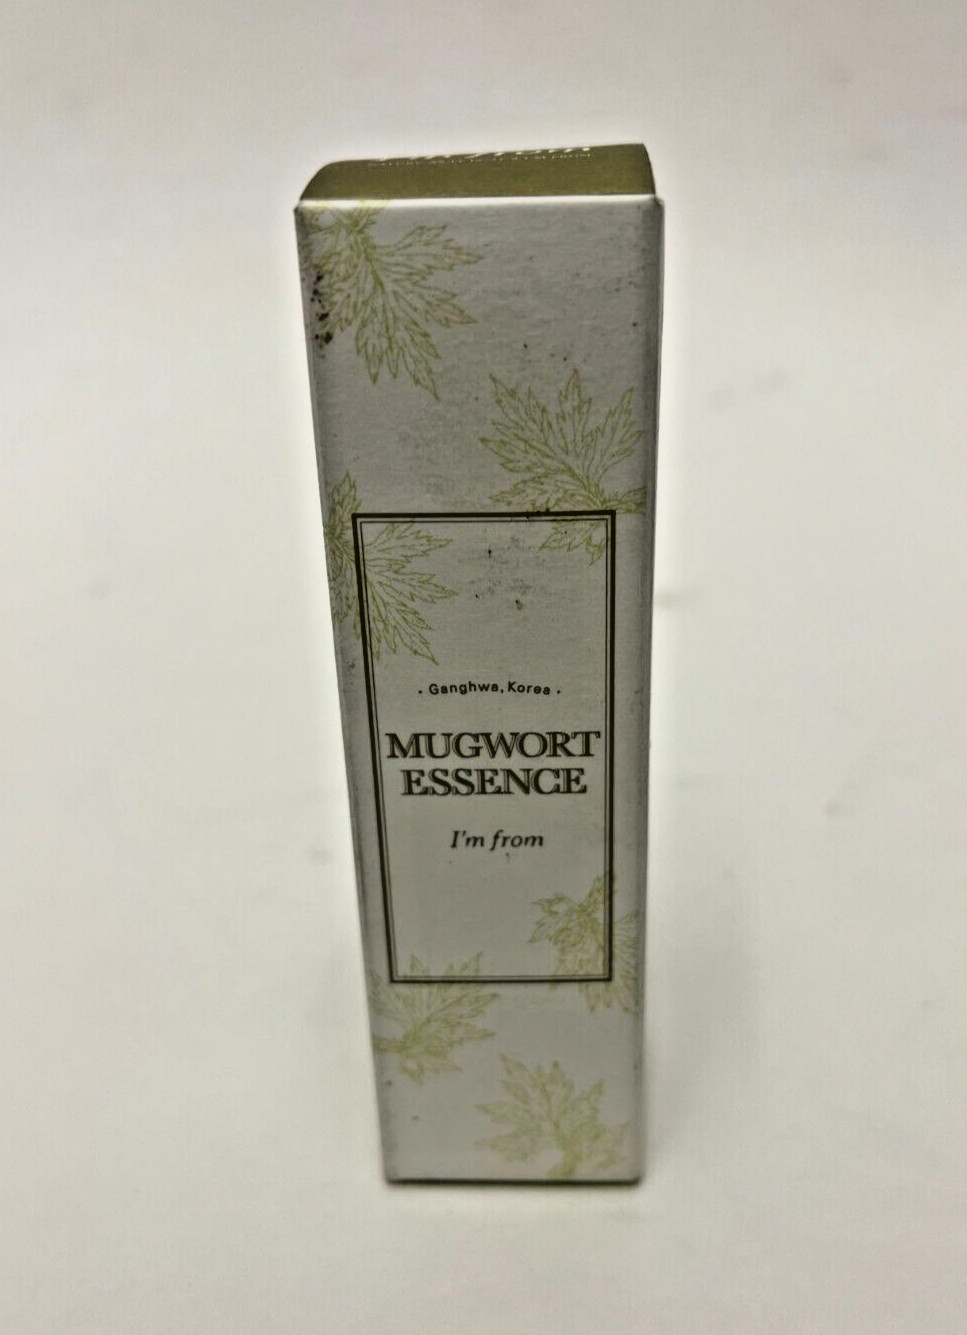 · Ganghwa, Korea ·
MUGWORT
ESSENCE
I'm from